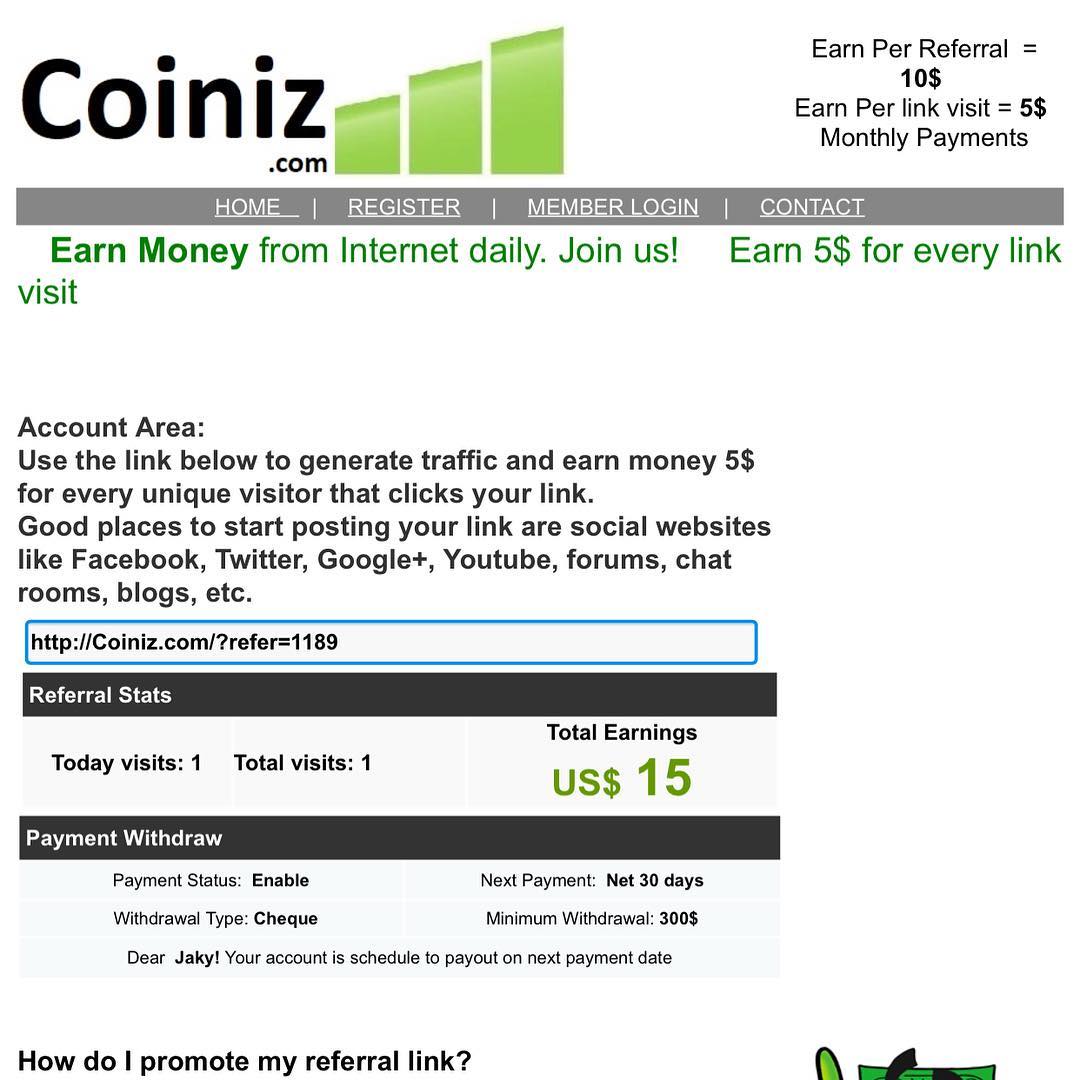 Coiniz
.com
Earn Per Referral =
10$
Earn Per link visit = 5$
Monthly Payments
HOME | REGISTER | MEMBER LOGIN | CONTACT
Earn Money from Internet daily. Join us! Earn 5$ for every link
visit
Account Area:
Use the link below to generate traffic and earn money 5$
for every unique visitor that clicks your link.
Good places to start posting your link are social websites
like Facebook, Twitter, Google+, Youtube, forums, chat
rooms, blogs, etc.
http://Coiniz.com/?refer=1189
Referral Stats
Today visits: 1
Total visits: 1
Total Earnings
US$ 15
Payment Withdraw
Payment Status: Enable
Next Payment: Net 30 days
Withdrawal Type: Cheque
Minimum Withdrawal: 300$
Dear Jaky! Your account is schedule to payout on next payment date
How do I promote my referral link?